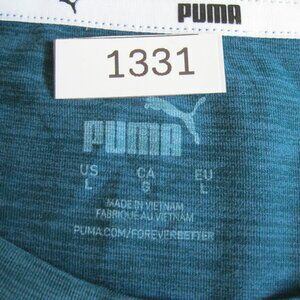 PUMA
1331
PUMA
US CA EU
L G L
MADE IN VIETNAM
FABRIQUÉ AU VIETNAM
PUMA.COM/FOREVERBETTER